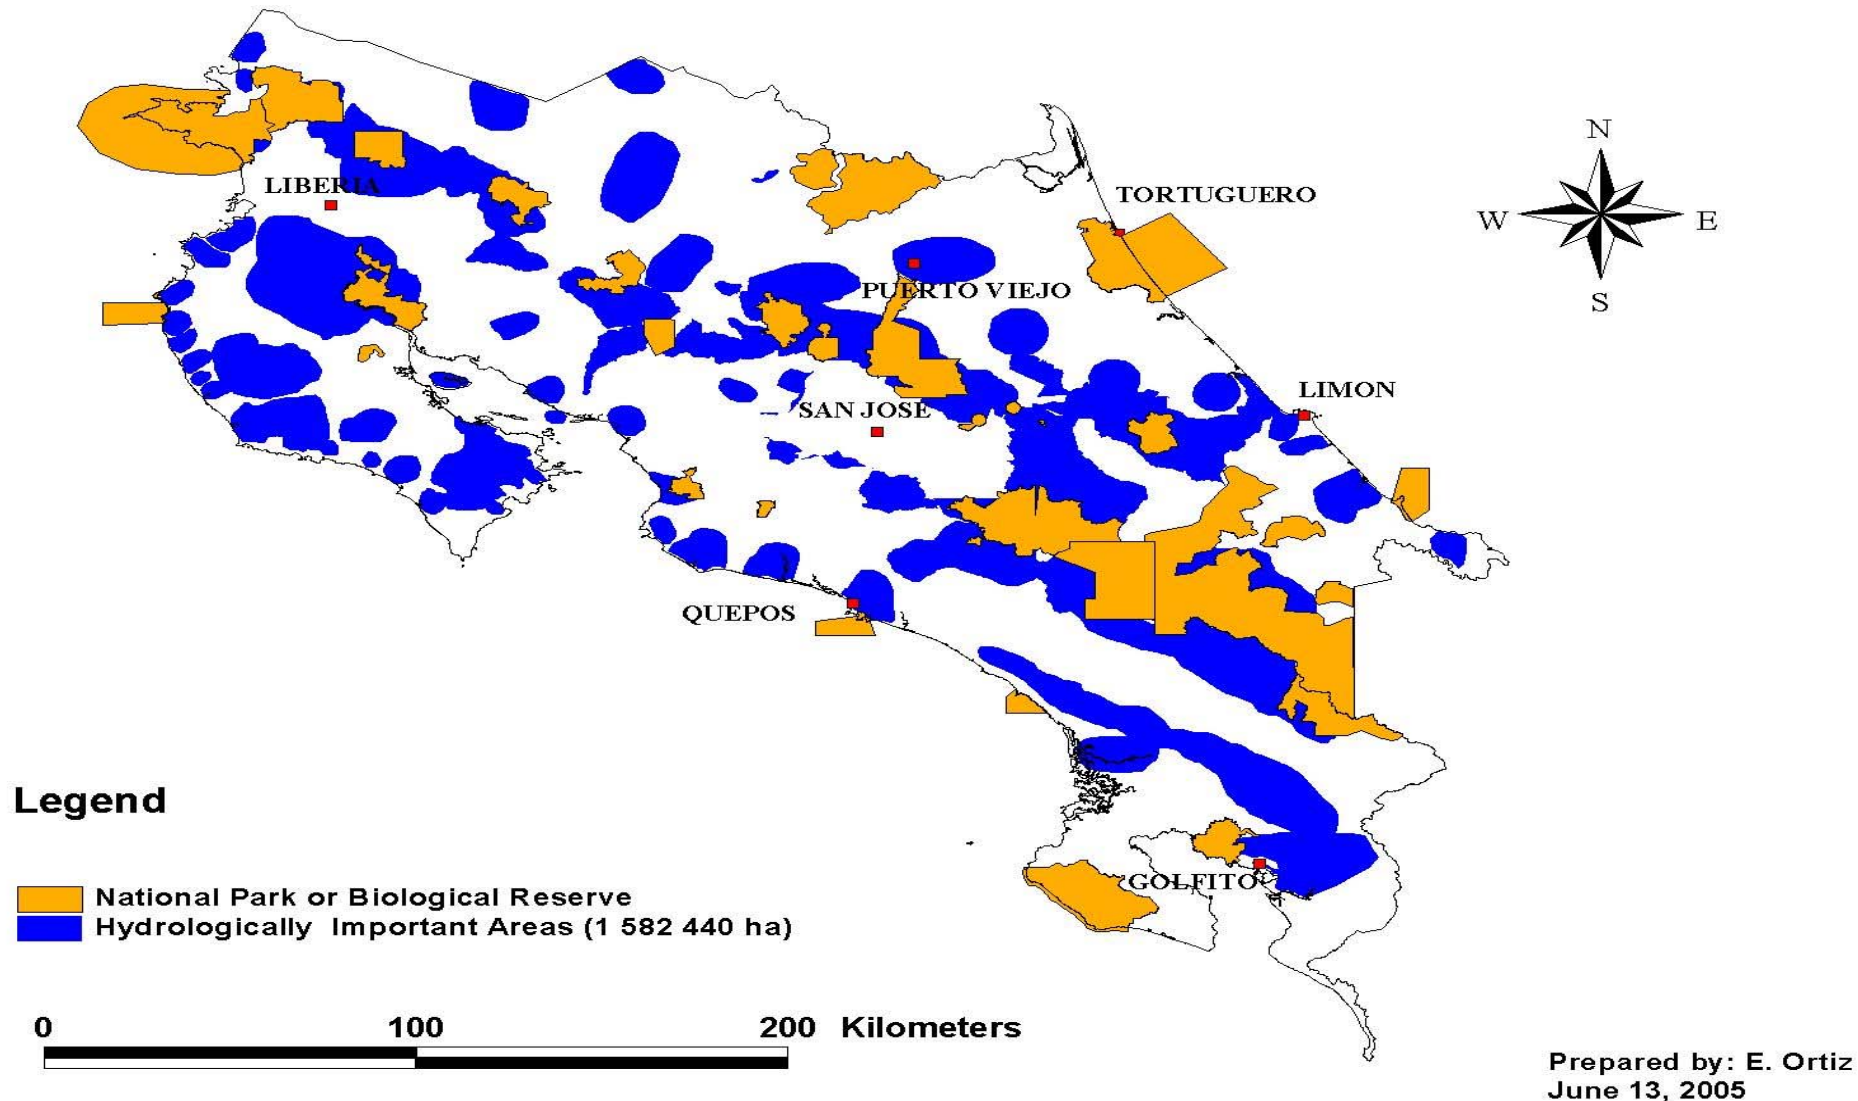 N
W
E
S
LIBERIA
TORTUGUERO
PUERTO VIEJO
LIMON
SAN JOSE
QUEPOS
GOLFITO
Legend
National Park or Biological Reserve
Hydrologically Important Areas (1 582 440 ha)
0 100 200 Kilometers
Prepared by: E. Ortiz
June 13, 2005